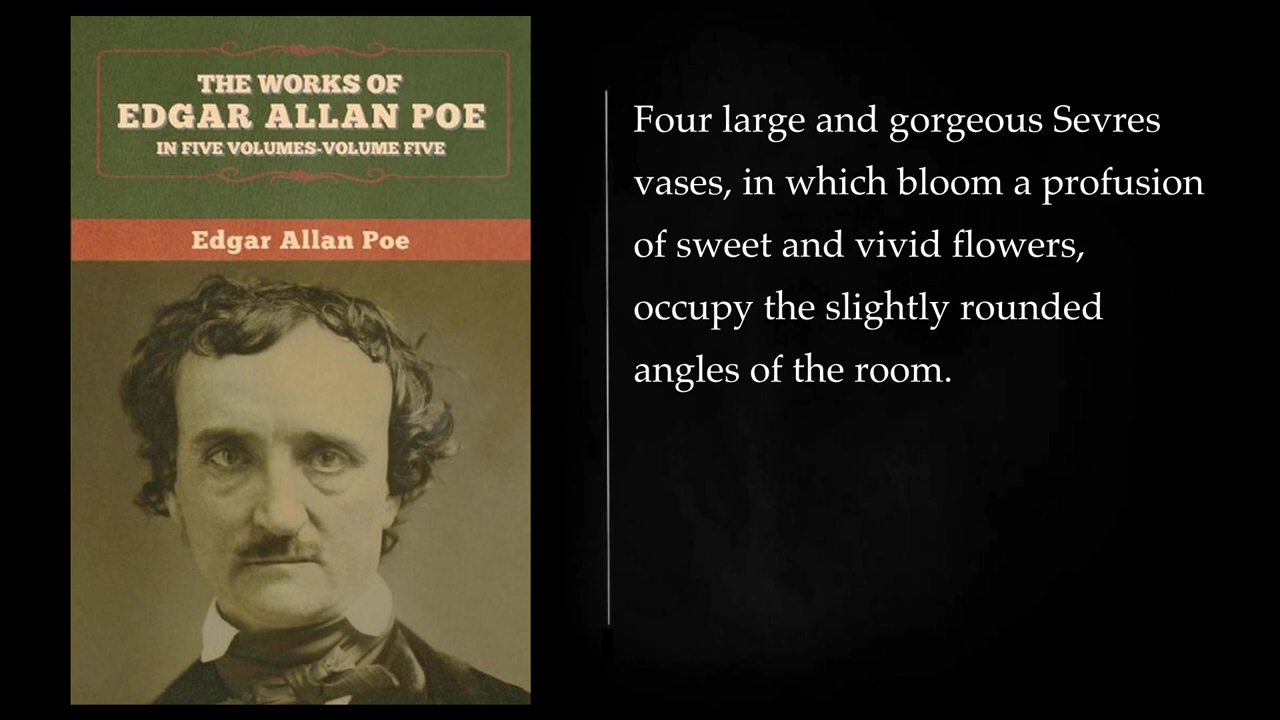 THE WORKS OF
EDGAR ALLAN POE
IN FIVE VOLUMES-VOLUME FIVE
Edgar Allan Poe
Four large and gorgeous Sevres
vases, in which bloom a profusion
of sweet and vivid flowers,
occupy the slightly rounded
angles of the room.